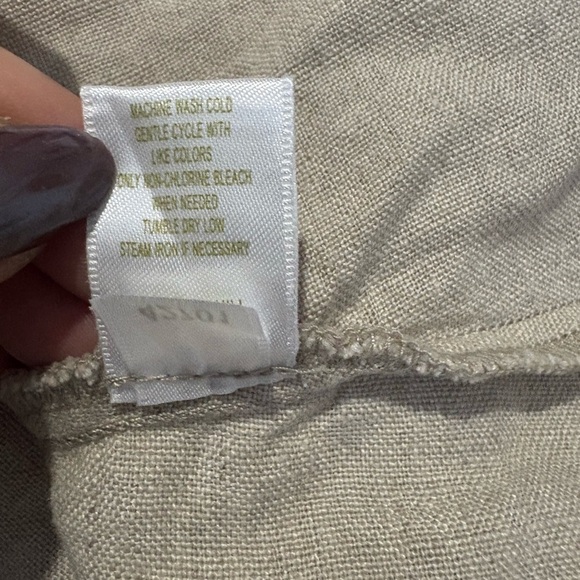 MACHINE WASH COLD
GENTLE CYCLE WITH
LIKE COLORS
ONLY NON-CHLORINE BLEACH
WHEN NEEDED
TUMBLE DRY LOW
STEAM IRON IF NECESSARY